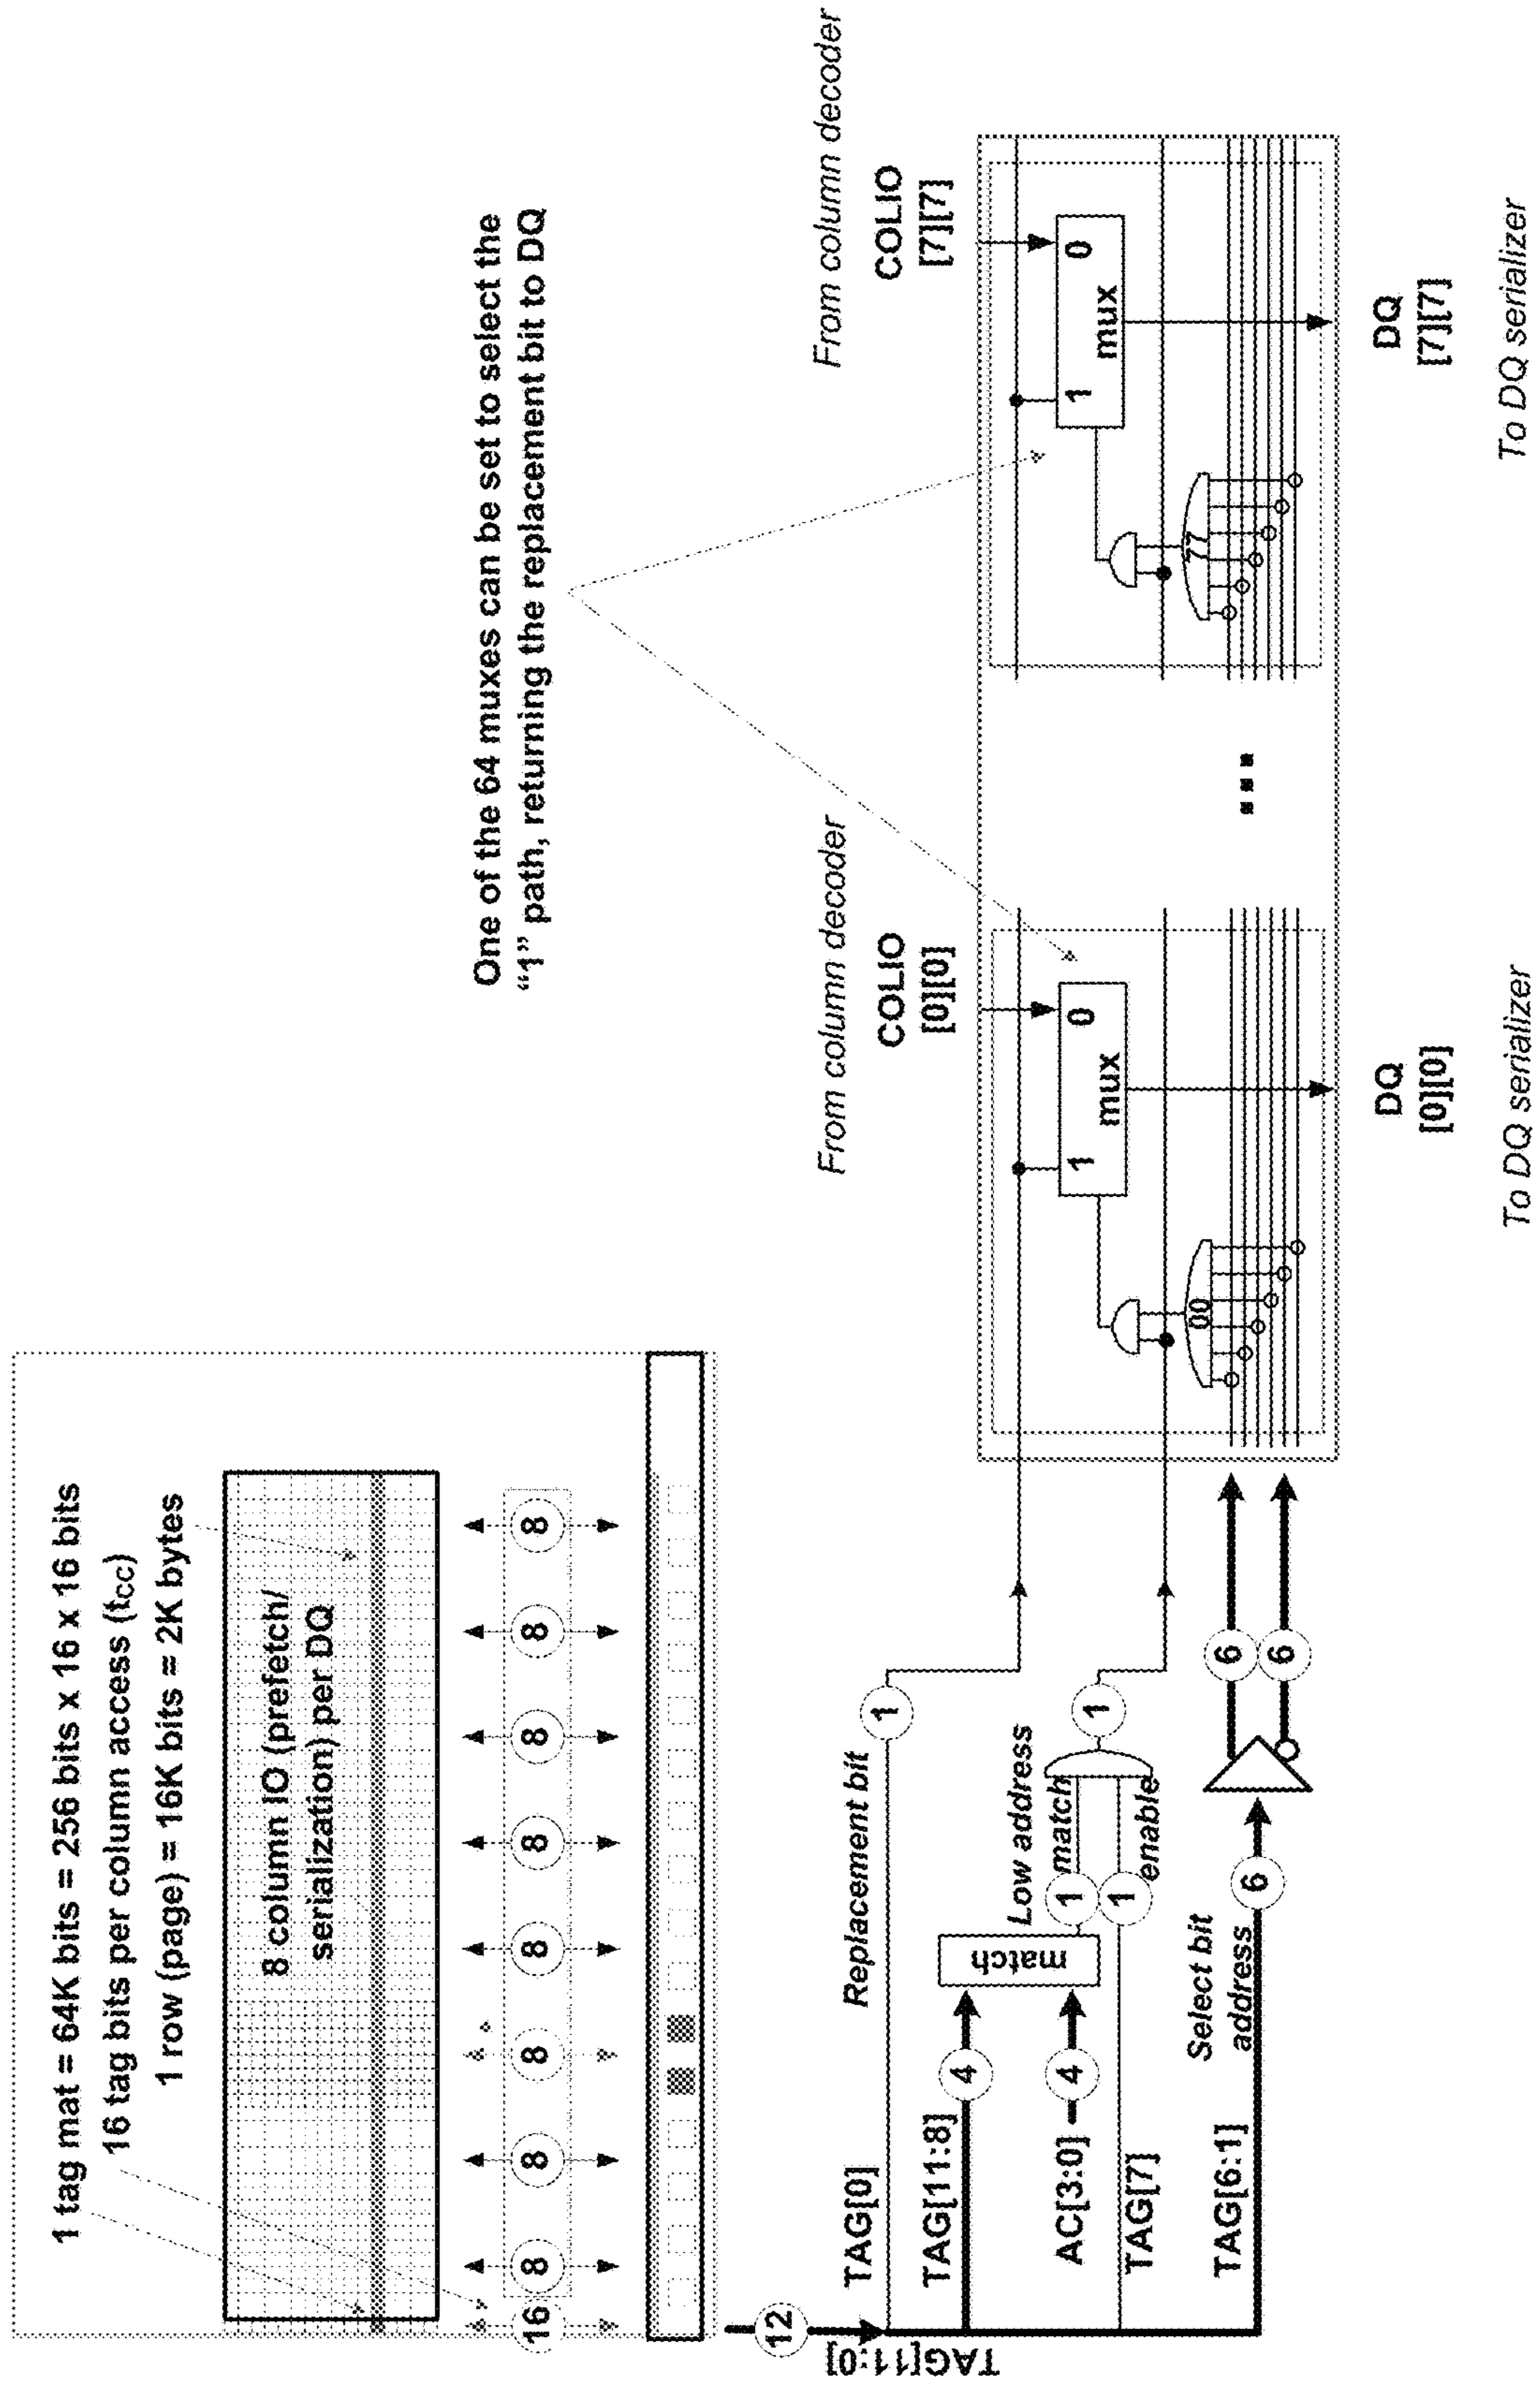 1 tag mat = 64K bits = 256 bits x 16 x 16 bits
16 tag bits per column access (tcc)
1 row (page) = 16K bits = 2K bytes
8 column IO (prefetch/
serialization) per DQ
16
8
8
8
8
8
8
8
8
One of the 64 muxes can be set to select the
“1” path, returning the replacement bit to DQ
12
TAG[11:0]
TAG[0]
Replacement bit
1
TAG[11:8]
4
AC[3:0]
4
match
Low address
match
1
TAG[7]
1
enable
1
TAG[6:1]
Select bit
address
6
6
6
From column decoder
COLIO
[0][0]
1
0
mux
00
DQ
[0][0]
To DQ serializer
From column decoder
COLIO
[7][7]
1
0
mux
77
DQ
[7][7]
To DQ serializer